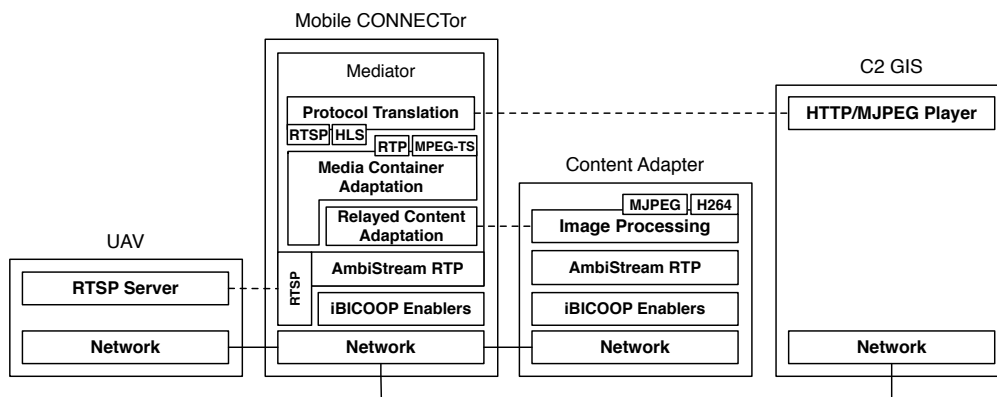 Mobile CONNECTor
Mediator
Protocol Translation
RTSP HLS
RTP MPEG-TS
Media Container
Adaptation
Relayed Content
Adaptation
RTSP
AmbiStream RTP
iBICOOP Enablers
Network
UAV
RTSP Server
Network
Content Adapter
MJPEG H264
Image Processing
AmbiStream RTP
iBICOOP Enablers
Network
C2 GIS
HTTP/MJPEG Player
Network